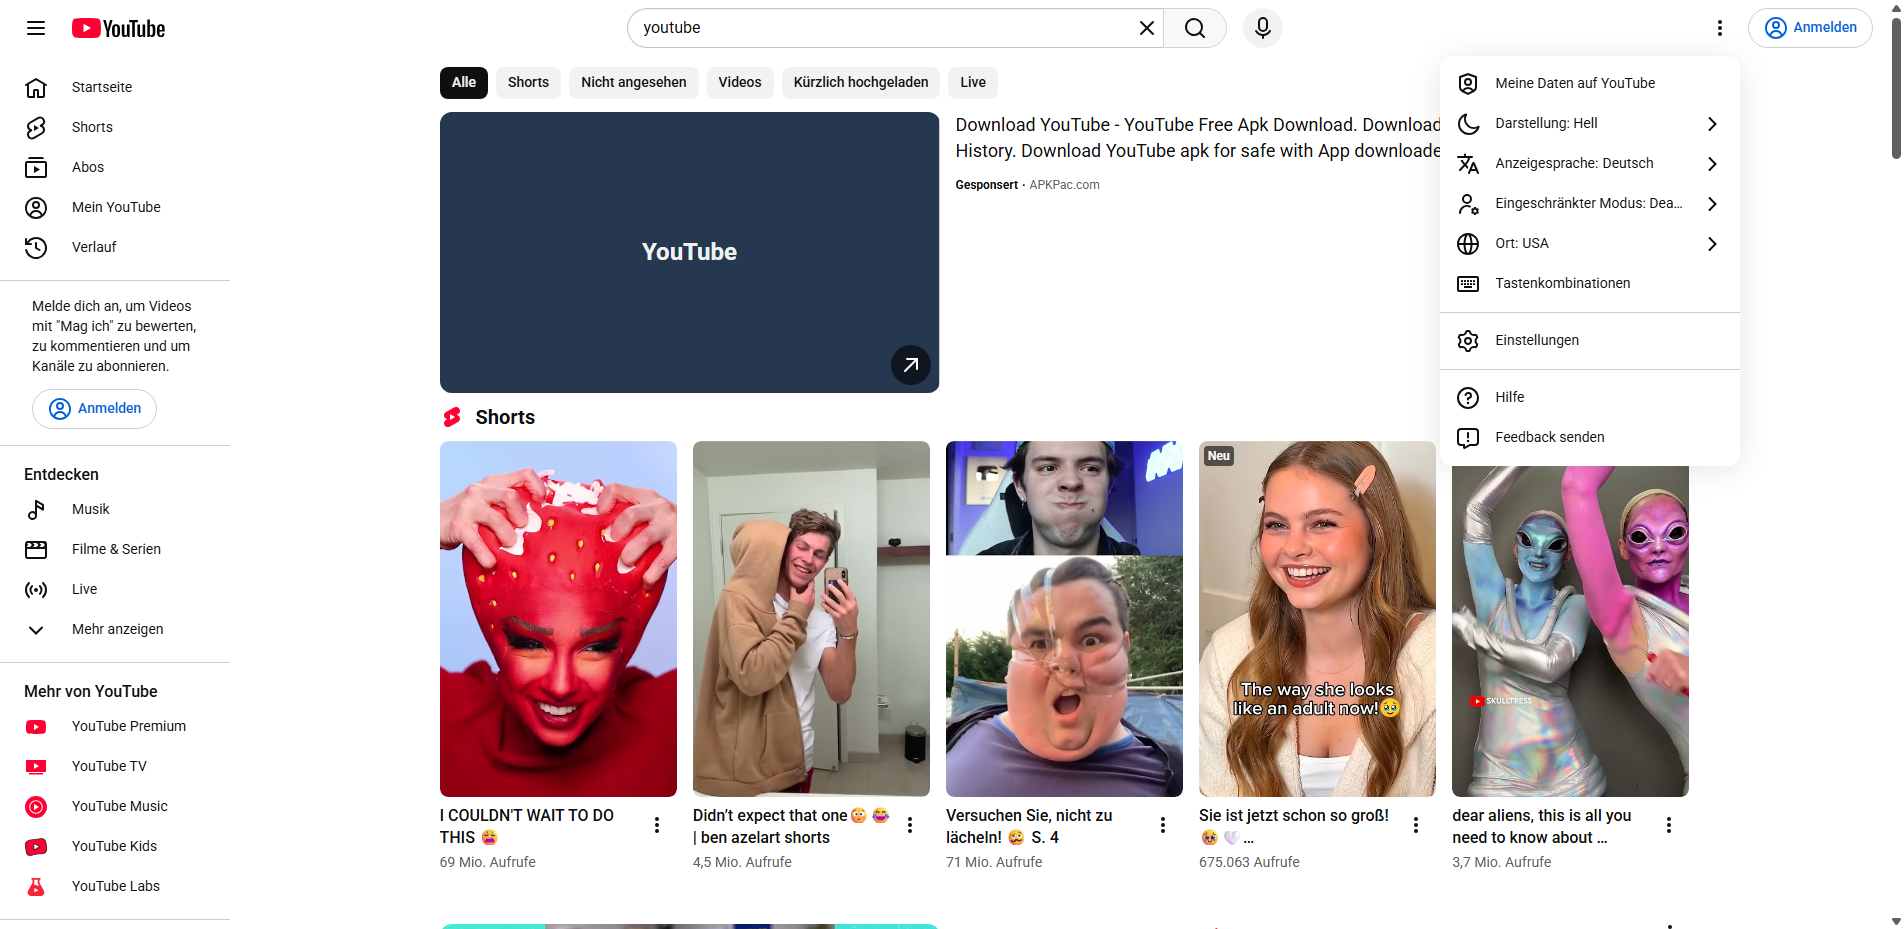 YouTube
youtube
Anmelden
Startseite
Shorts
Abos
Mein YouTube
Verlauf
Melde dich an, um Videos
mit "Mag ich" zu bewerten,
zu kommentieren und um
Kanäle zu abonnieren.
Anmelden
Entdecken
Musik
Filme & Serien
Live
Mehr anzeigen
Mehr von YouTube
YouTube Premium
YouTube TV
YouTube Music
YouTube Kids
YouTube Labs
Alle
Shorts
Nicht angesehen
Videos
Kürzlich hochgeladen
Live
YouTube
Download YouTube - YouTube Free Apk Download. Download
History. Download YouTube apk for safe with App downloade
Gesponsert · APKPac.com
Meine Daten auf YouTube
Darstellung: Hell
Anzeigesprache: Deutsch
Eingeschränkter Modus: Dea...
Ort: USA
Tastenkombinationen
Einstellungen
Hilfe
Feedback senden
Shorts
Neu
The way she looks
like an adult now!🥹
SKULLTRESS
I COULDN'T WAIT TO DO
THIS 😩
69 Mio. Aufrufe
Didn't expect that one😳 😂
| ben azelart shorts
4,5 Mio. Aufrufe
Versuchen Sie, nicht zu
lächeln! 🥴 S. 4
71 Mio. Aufrufe
Sie ist jetzt schon so groß!
🥹 🤍 ...
675.063 Aufrufe
dear aliens, this is all you
need to know about ...
3,7 Mio. Aufrufe